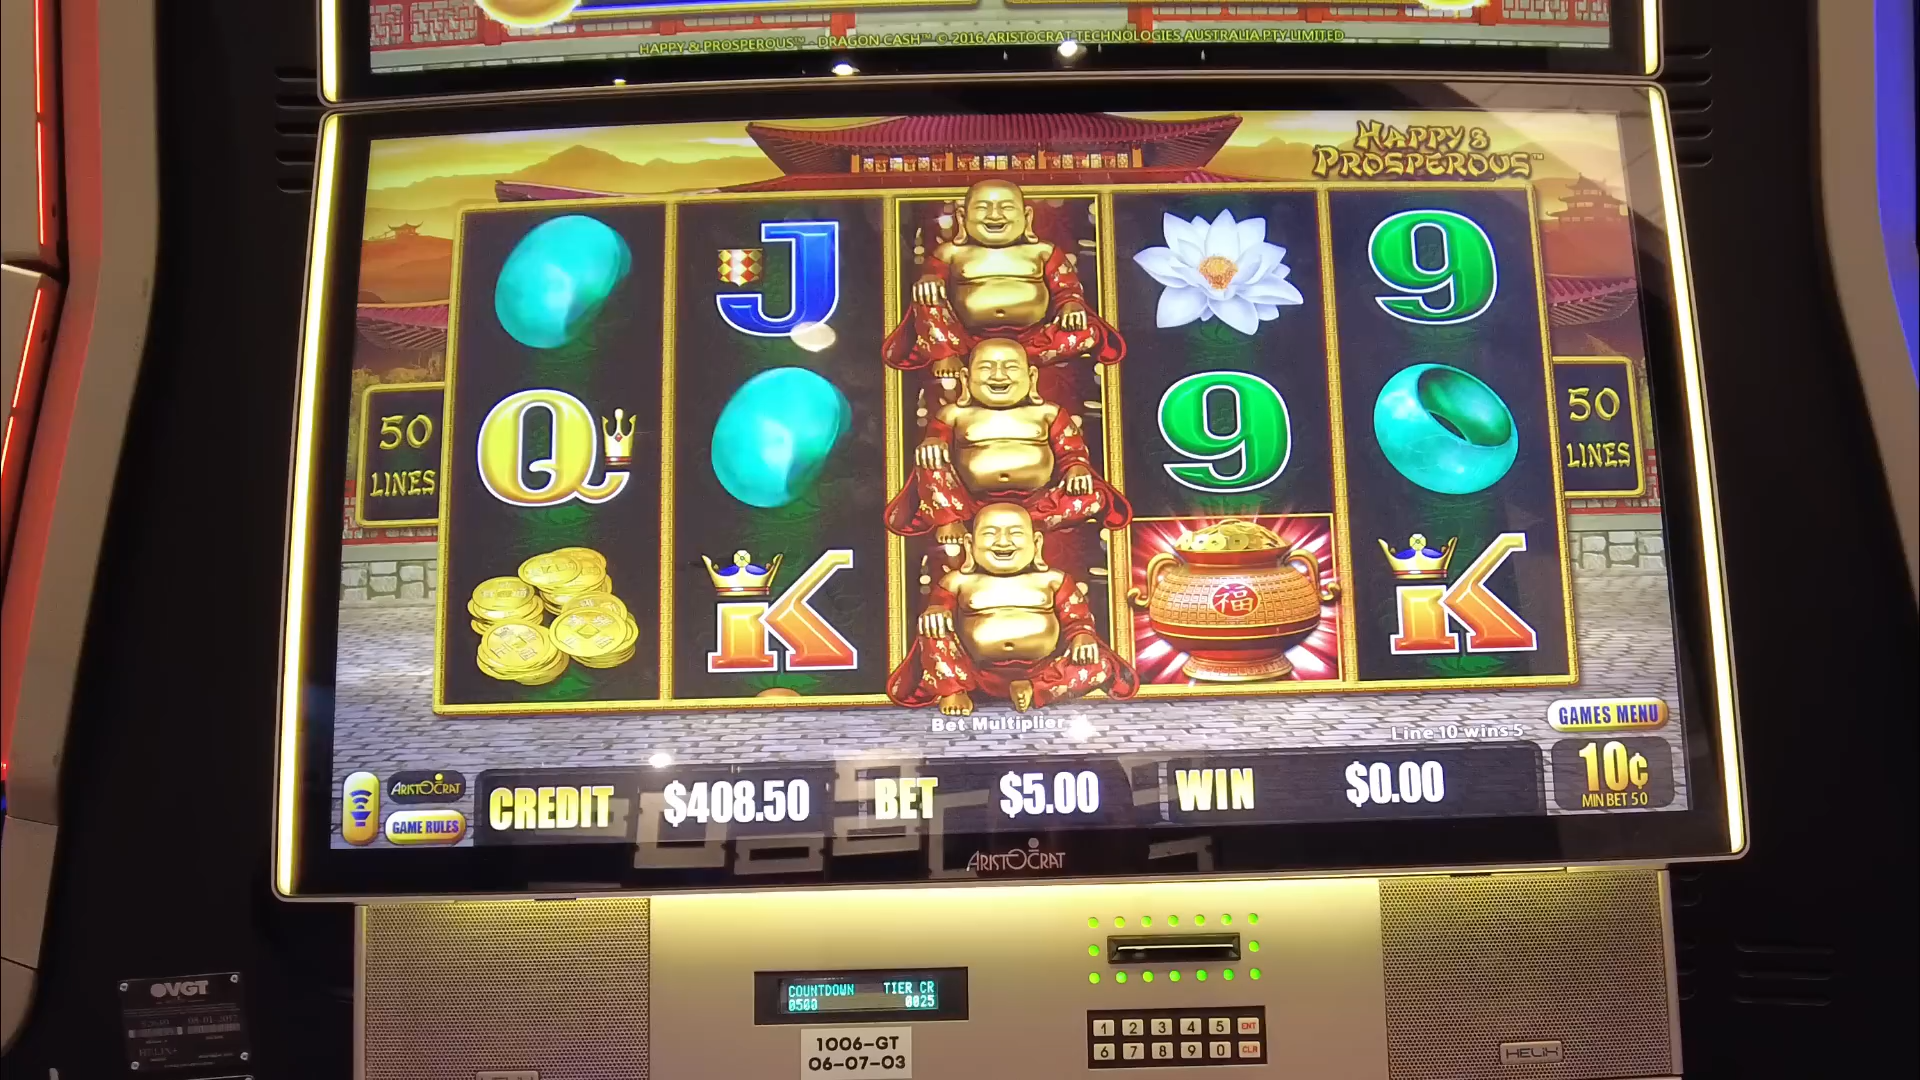 HAPPY & PROSPEROUS™ - DRAGON CASH™ © 2016 ARISTOCRAT TECHNOLOGIES AUSTRALIA PTY LIMITED
HAPPY &
PROSPEROUS™
J
9
50
LINES
Q
9
50
LINES
K
福
K
Bet Multiplier
Line 10 wins 5
GAMES MENU
ARISTOCRAT
GAME RULES
CREDIT $408.50 BET $5.00 WIN $0.00
10¢
MIN BET 50
ARISTOCRAT
COUNTDOWN TIER CR
0500 0025
1006-GT
06-07-03
1 2 3 4 5 ENT
6 7 8 9 0 CLR
VGT
HELIX